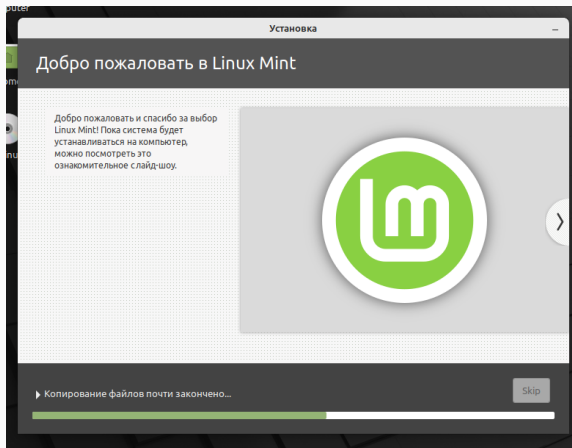 Установка
Добро пожаловать в Linux Mint
Добро пожаловать и спасибо за выбор
Linux Mint! Пока система будет
устанавливаться на компьютер,
можно посмотреть это
ознакомительное слайд-шоу.
Копирование файлов почти закончено...
Skip